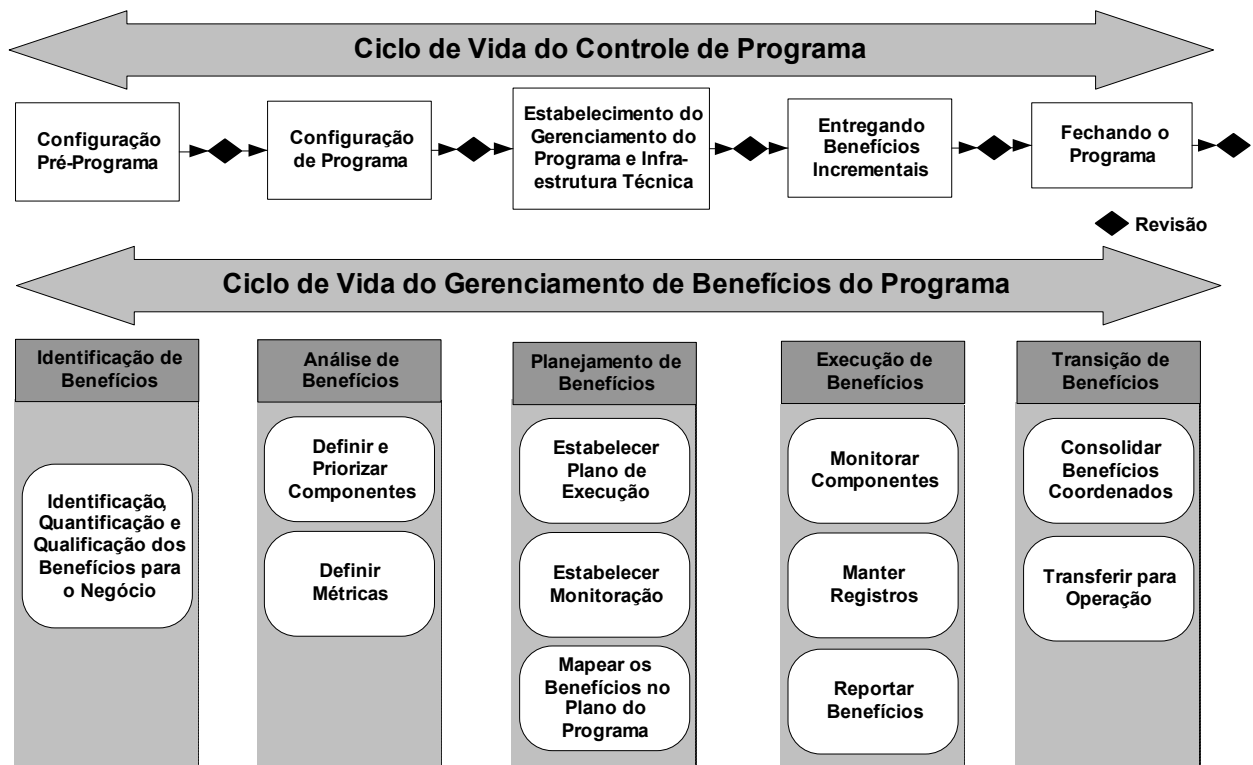 Ciclo de Vida do Controle de Programa
Configuração
Pré-Programa
Configuração
de Programa
Estabelecimento do
Gerenciamento do
Programa e Infra-
estrutura Técnica
Entregando
Benefícios
Incrementais
Fechando o
Programa
Revisão
Ciclo de Vida do Gerenciamento de Benefícios do Programa
Identificação de
Benefícios
Identificação,
Quantificação e
Qualificação dos
Benefícios para
o Negócio
Análise de
Benefícios
Definir e
Priorizar
Componentes
Definir
Métricas
Planejamento de
Benefícios
Estabelecer
Plano de
Execução
Estabelecer
Monitoração
Mapear os
Benefícios no
Plano do
Programa
Execução de
Benefícios
Monitorar
Componentes
Manter
Registros
Reportar
Benefícios
Transição de
Benefícios
Consolidar
Benefícios
Coordenados
Transferir para
Operação